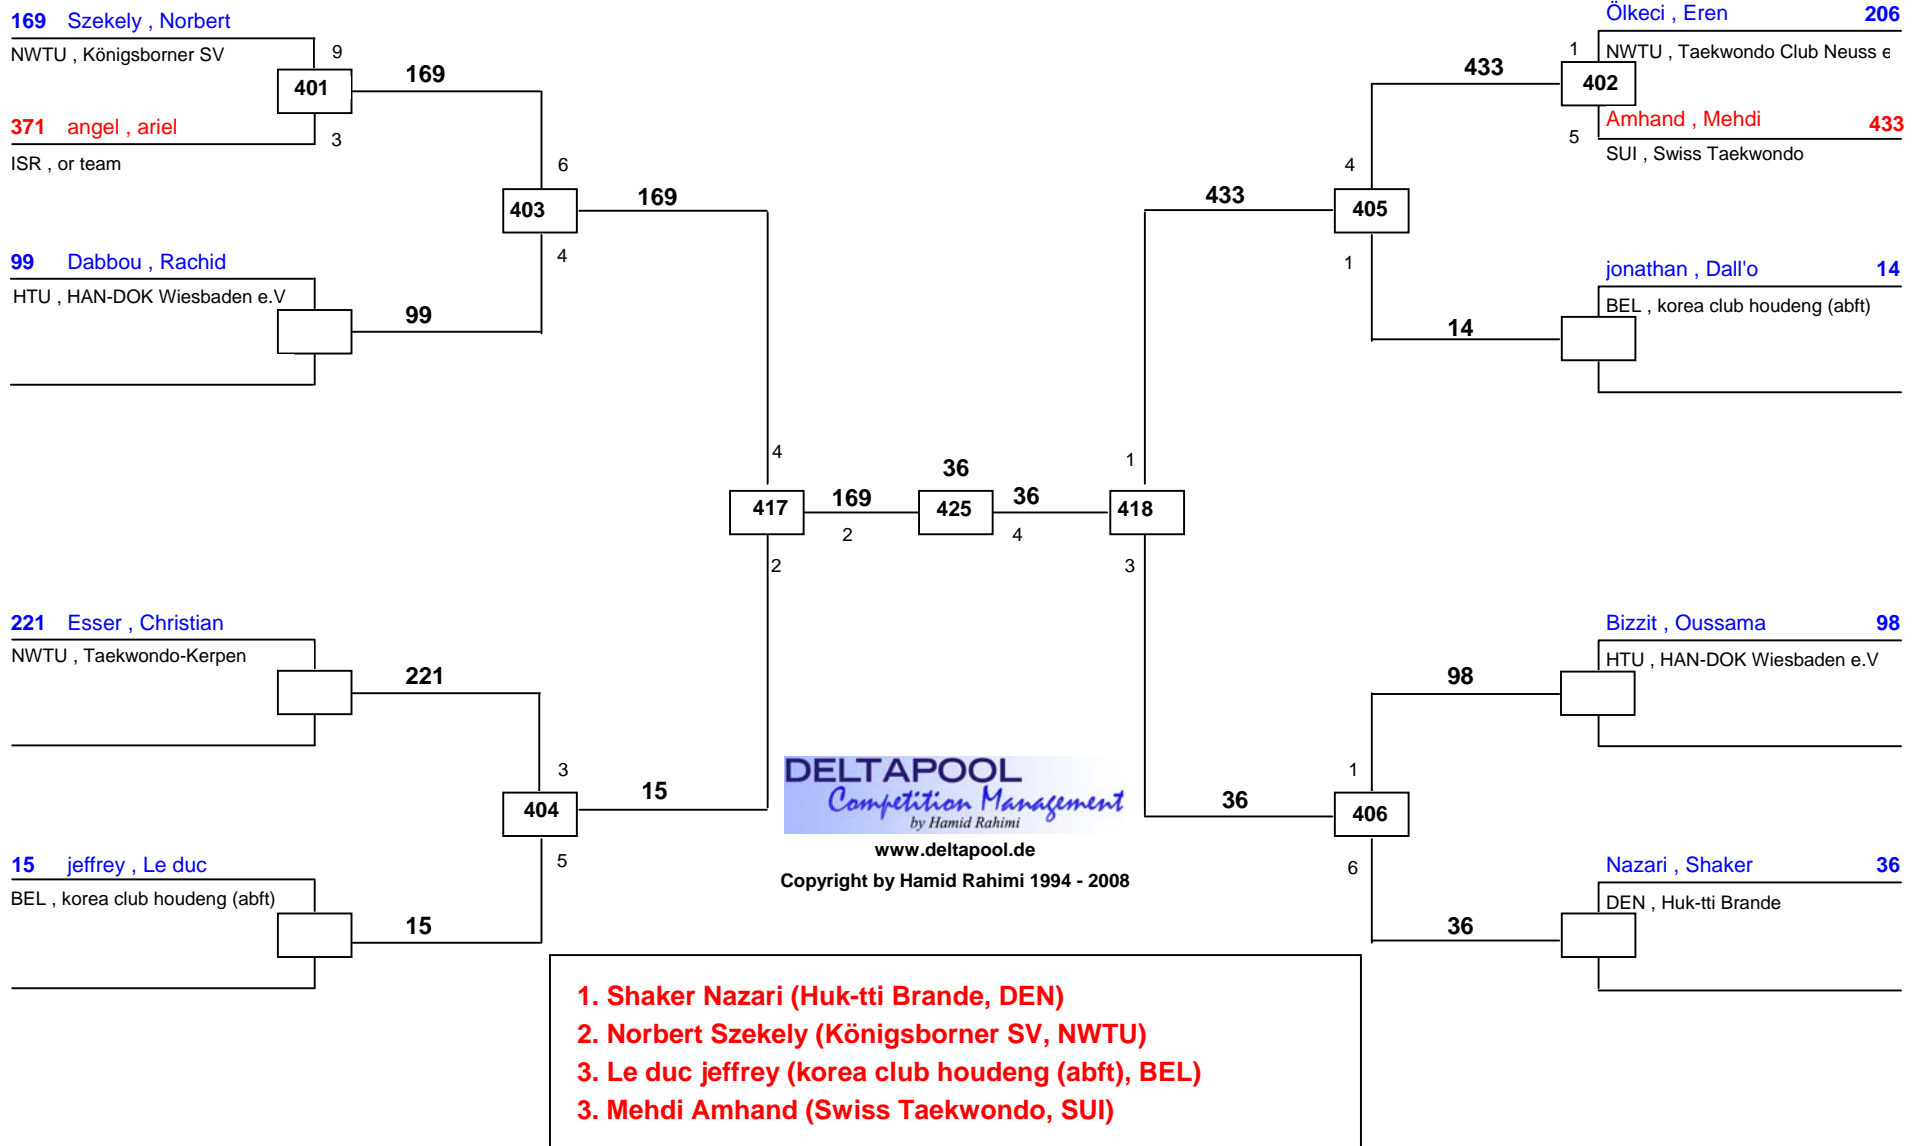 169 Szekely , Norbert
NWTU , Königsborner SV
9
401
169
371 angel , ariel
3
ISR , or team
6
403
169
4
99 Dabbou , Rachid
HTU , HAN-DOK Wiesbaden e.V
99
4
417
169
2
2
221 Esser , Christian
NWTU , Taekwondo-Kerpen
221
3
404
15
5
15 jeffrey , Le duc
BEL , korea club houdeng (abft)
15
36
425
36
4
Ölkeci , Eren 206
1 NWTU , Taekwondo Club Neuss e
433
402
Amhand , Mehdi 433
5
SUI , Swiss Taekwondo
4
433
405
1
jonathan , Dall'o 14
BEL , korea club houdeng (abft)
14
1
418
3
Bizzit , Oussama 98
HTU , HAN-DOK Wiesbaden e.V
98
1
36
406
6
Nazari , Shaker 36
DEN , Huk-tti Brande
36
DELTAPOOL
Competition Management
by Hamid Rahimi
www.deltapool.de
Copyright by Hamid Rahimi 1994 - 2008
1. Shaker Nazari (Huk-tti Brande, DEN)
2. Norbert Szekely (Königsborner SV, NWTU)
3. Le duc jeffrey (korea club houdeng (abft), BEL)
3. Mehdi Amhand (Swiss Taekwondo, SUI)